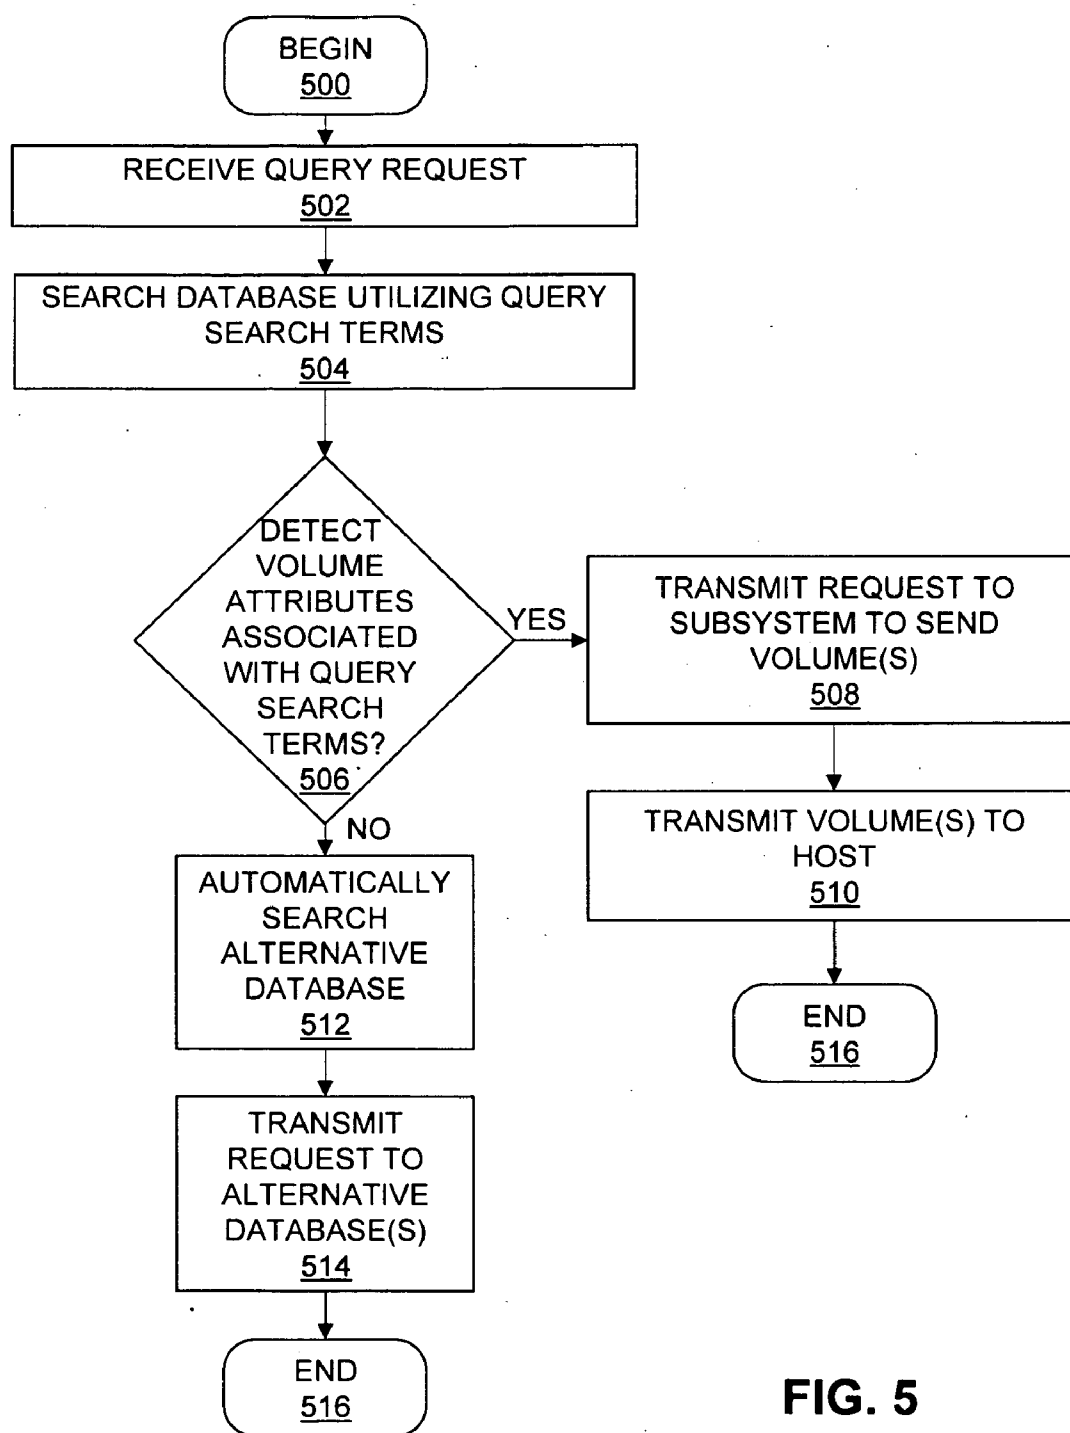 BEGIN
500
RECEIVE QUERY REQUEST
502
SEARCH DATABASE UTILIZING QUERY
SEARCH TERMS
504
DETECT
VOLUME
ATTRIBUTES
ASSOCIATED
WITH QUERY
SEARCH
TERMS?
506
YES
TRANSMIT REQUEST TO
SUBSYSTEM TO SEND
VOLUME(S)
508
TRANSMIT VOLUME(S) TO
HOST
510
END
516
NO
AUTOMATICALLY
SEARCH
ALTERNATIVE
DATABASE
512
TRANSMIT
REQUEST TO
ALTERNATIVE
DATABASE(S)
514
END
516
FIG. 5